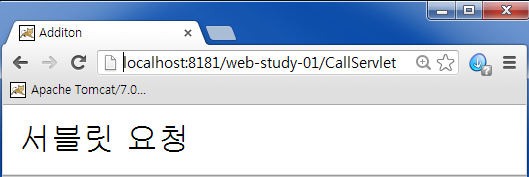 Additon
localhost:8181/web-study-01/CallServlet
Apache Tomcat/7.0...
서블릿 요청